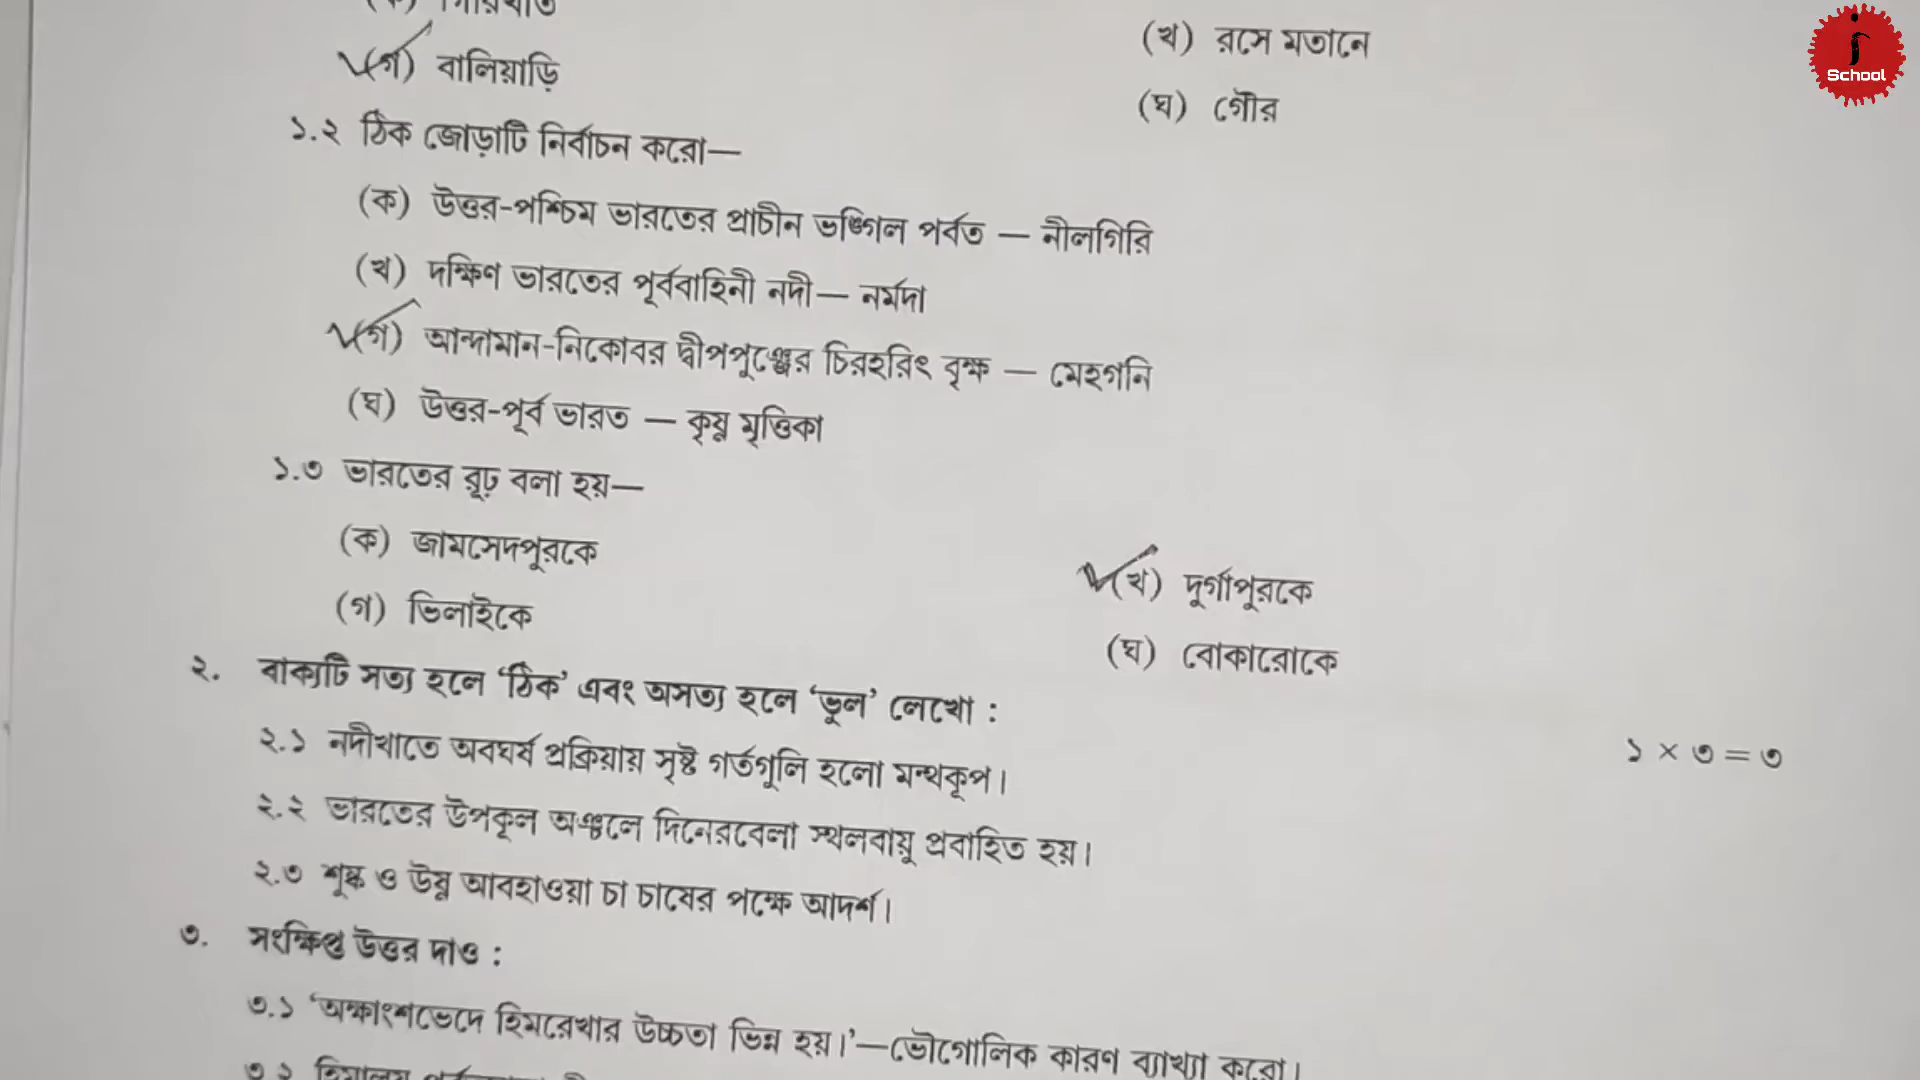 (খ) রসে মতানে
(গ) বালিয়াড়ি
(ঘ) গৌর
১.২ ঠিক জোড়াটি নির্বাচন করো—
(ক) উত্তর-পশ্চিম ভারতের প্রাচীন ভঙ্গিল পর্বত — নীলগিরি
(খ) দক্ষিণ ভারতের পূর্ববাহিনী নদী— নর্মদা
(গ) আন্দামান-নিকোবর দ্বীপপুঞ্জের চিরহরিৎ বৃক্ষ — মেহগনি
(ঘ) উত্তর-পূর্ব ভারত — কৃষ্ণ মৃত্তিকা
১.৩ ভারতের রূঢ় বলা হয়—
(ক) জামসেদপুরকে
(খ) দুর্গাপুরকে
(গ) ভিলাইকে
(ঘ) বোকারোকে
২. বাক্যটি সত্য হলে ‘ঠিক’ এবং অসত্য হলে ‘ভুল’ লেখো :
১ × ৩ = ৩
২.১ নদীখাতে অবঘর্ষ প্রক্রিয়ায় সৃষ্ট গর্তগুলি হলো মন্থকূপ।
২.২ ভারতের উপকূল অঞ্চলে দিনেরবেলা স্থলবায়ু প্রবাহিত হয়।
২.৩ শুষ্ক ও উষ্ণ আবহাওয়া চা চাষের পক্ষে আদর্শ।
৩. সংক্ষিপ্ত উত্তর দাও :
৩.১ ‘অক্ষাংশভেদে হিমরেখার উচ্চতা ভিন্ন হয়।’—ভৌগোলিক কারণ ব্যাখ্যা করো।
School